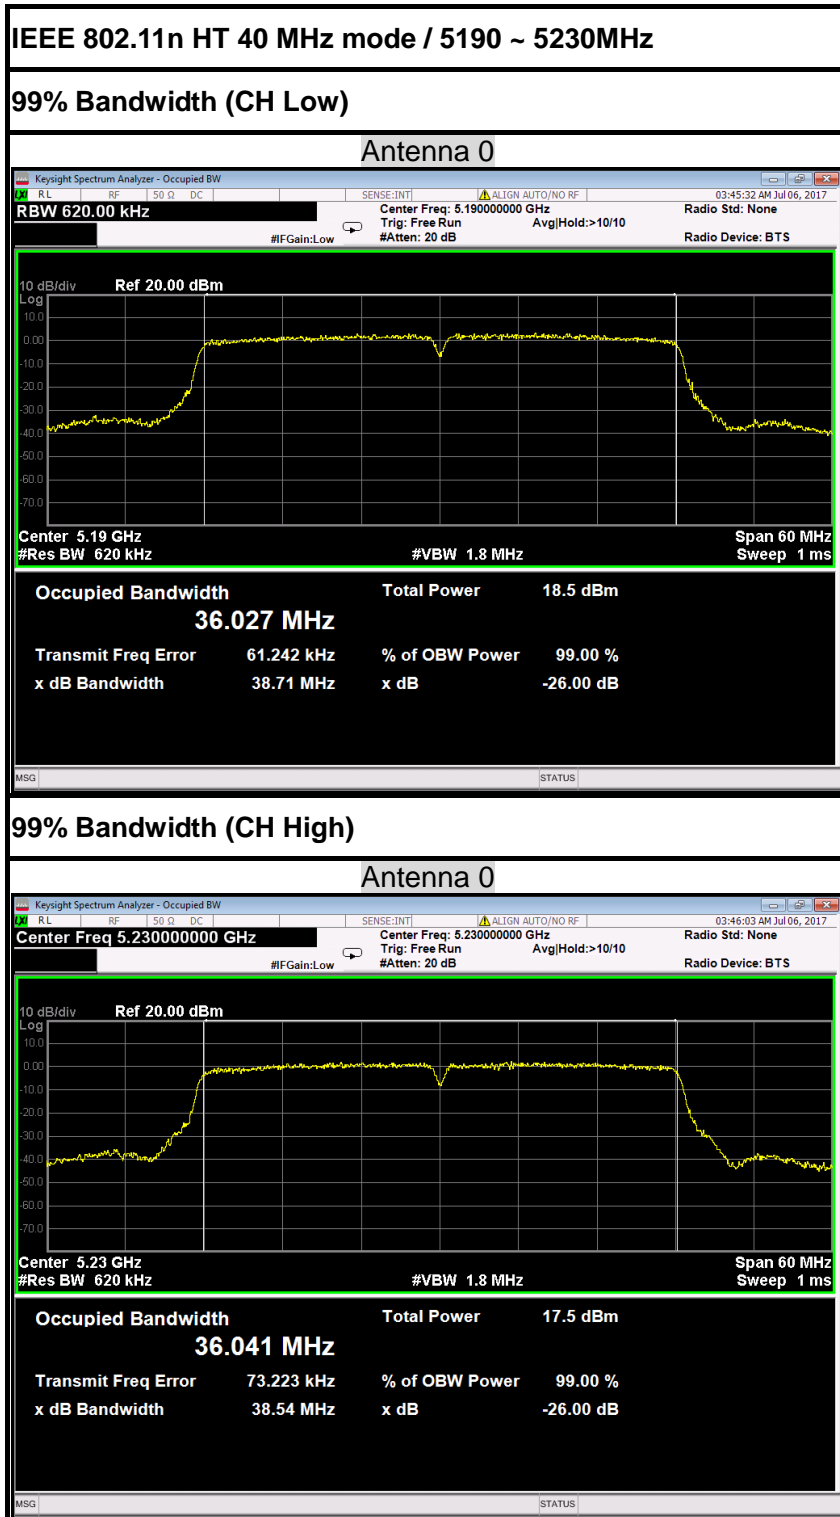 IEEE 802.11n HT 40 MHz mode / 5190 ~ 5230MHz
99% Bandwidth (CH Low)
Antenna 0
Keysight Spectrum Analyzer - Occupied BW
LXI RL RF 50 Ω DC SENSE:INT ALIGN AUTO/NO RF 03:45:32 AM Jul 06, 2017
RBW 620.00 kHz Center Freq: 5.190000000 GHz Radio Std: None
Trig: Free Run Avg|Hold:>10/10
#IFGain:Low #Atten: 20 dB Radio Device: BTS
10 dB/div Ref 20.00 dBm
Log
10.0
0.00
-10.0
-20.0
-30.0
-40.0
-50.0
-60.0
-70.0
Center 5.19 GHz Span 60 MHz
#Res BW 620 kHz #VBW 1.8 MHz Sweep 1 ms
Occupied Bandwidth Total Power 18.5 dBm
36.027 MHz
Transmit Freq Error 61.242 kHz % of OBW Power 99.00 %
x dB Bandwidth 38.71 MHz x dB -26.00 dB
MSG STATUS
99% Bandwidth (CH High)
Antenna 0
Keysight Spectrum Analyzer - Occupied BW
LXI RL RF 50 Ω DC SENSE:INT ALIGN AUTO/NO RF 03:46:03 AM Jul 06, 2017
Center Freq 5.230000000 GHz Center Freq: 5.230000000 GHz Radio Std: None
Trig: Free Run Avg|Hold:>10/10
#IFGain:Low #Atten: 20 dB Radio Device: BTS
10 dB/div Ref 20.00 dBm
Log
10.0
0.00
-10.0
-20.0
-30.0
-40.0
-50.0
-60.0
-70.0
Center 5.23 GHz Span 60 MHz
#Res BW 620 kHz #VBW 1.8 MHz Sweep 1 ms
Occupied Bandwidth Total Power 17.5 dBm
36.041 MHz
Transmit Freq Error 73.223 kHz % of OBW Power 99.00 %
x dB Bandwidth 38.54 MHz x dB -26.00 dB
MSG STATUS